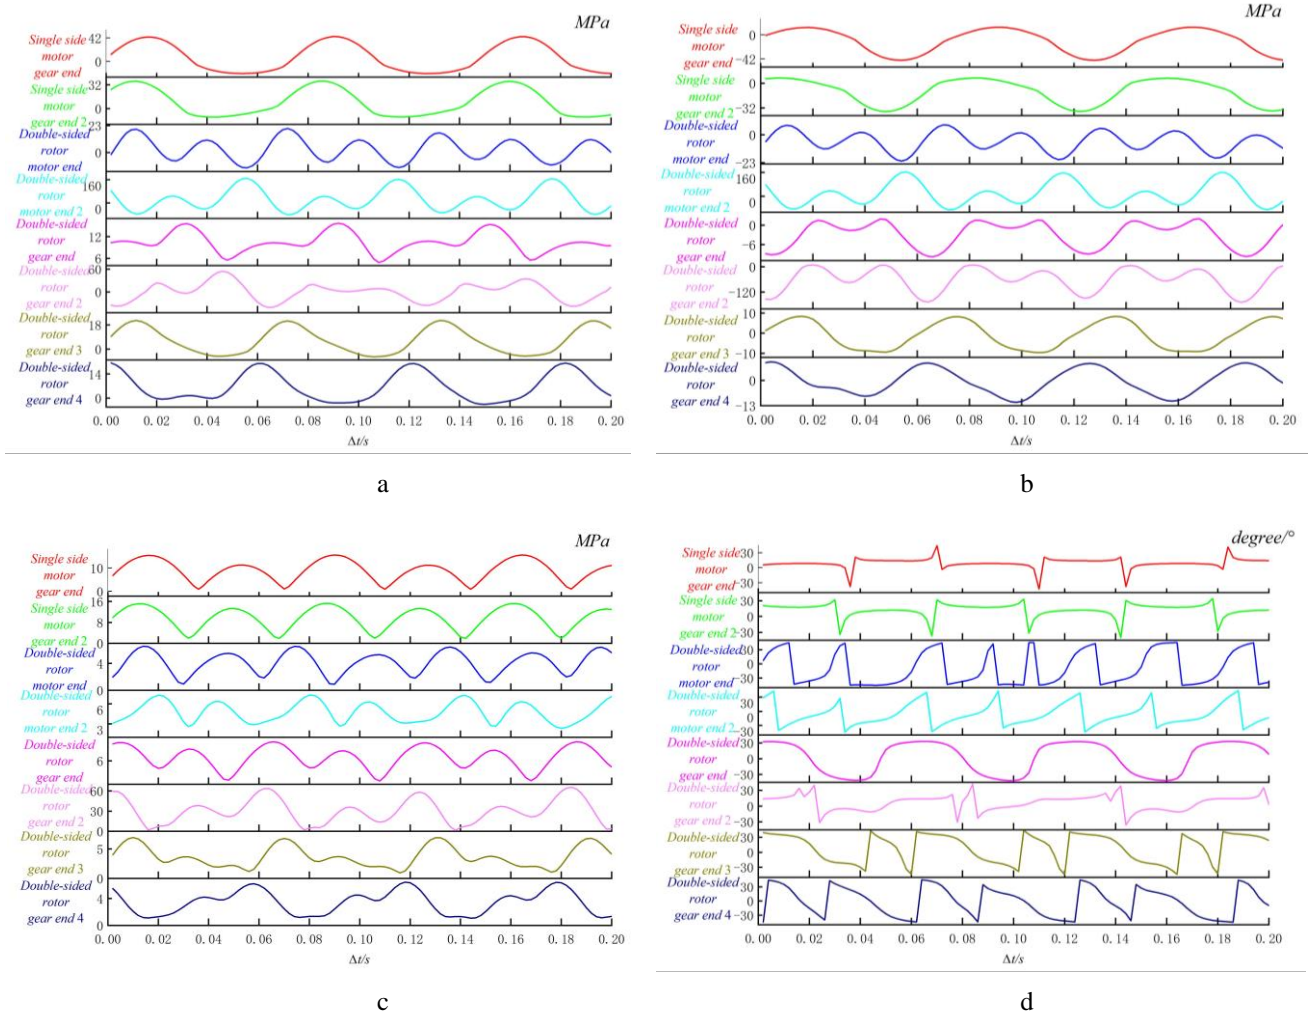 MPa
Single side 42
motor
gear end 0
Single side 32
motor 0
gear end 2
Double-sided 23
rotor 0
motor end
Double-sided 160
rotor
motor end 2 0
Double-sided
rotor 12
gear end 6
Double-sided 60
rotor 0
gear end 2
Double-sided 18
rotor
gear end 3 0
Double-sided 14
rotor
gear end 4 0
0.00 0.02 0.04 0.06 0.08 0.10 0.12 0.14 0.16 0.18 0.20
Δt/s
a
MPa
Single side 0
motor
gear end -42
Single side 0
motor
gear end 2 -32
Double-sided 0
rotor
motor end -23
Double-sided 160
rotor
motor end 2 0
Double-sided 0
rotor
gear end -6
Double-sided 0
rotor
gear end 2 -120
Double-sided 10
rotor 0
gear end 3 -10
Double-sided
rotor 0
gear end 4 -13
0.00 0.02 0.04 0.06 0.08 0.10 0.12 0.14 0.16 0.18 0.20
Δt/s
b
MPa
Single side 10
motor
gear end 0
Single side 16
motor 8
gear end 2 0
Double-sided
rotor 4
motor end 0
Double-sided
rotor 6
motor end 2 3
Double-sided
rotor 6
gear end
Double-sided 60
rotor 30
gear end 2 0
Double-sided 5
rotor
gear end 3 0
Double-sided
rotor 4
gear end 4 0
0.00 0.02 0.04 0.06 0.08 0.10 0.12 0.14 0.16 0.18 0.20
Δt/s
c
degree/°
Single side 30
motor 0
gear end -30
Single side 30
motor 0
gear end 2 -30
Double-sided 30
rotor 0
motor end -30
Double-sided 30
rotor 0
motor end 2 -30
Double-sided 30
rotor 0
gear end -30
Double-sided 30
rotor 0
gear end 2 -30
Double-sided 30
rotor 0
gear end 3 -30
Double-sided 30
rotor 0
gear end 4 -30
0.00 0.02 0.04 0.06 0.08 0.10 0.12 0.14 0.16 0.18 0.20
Δt/s
d